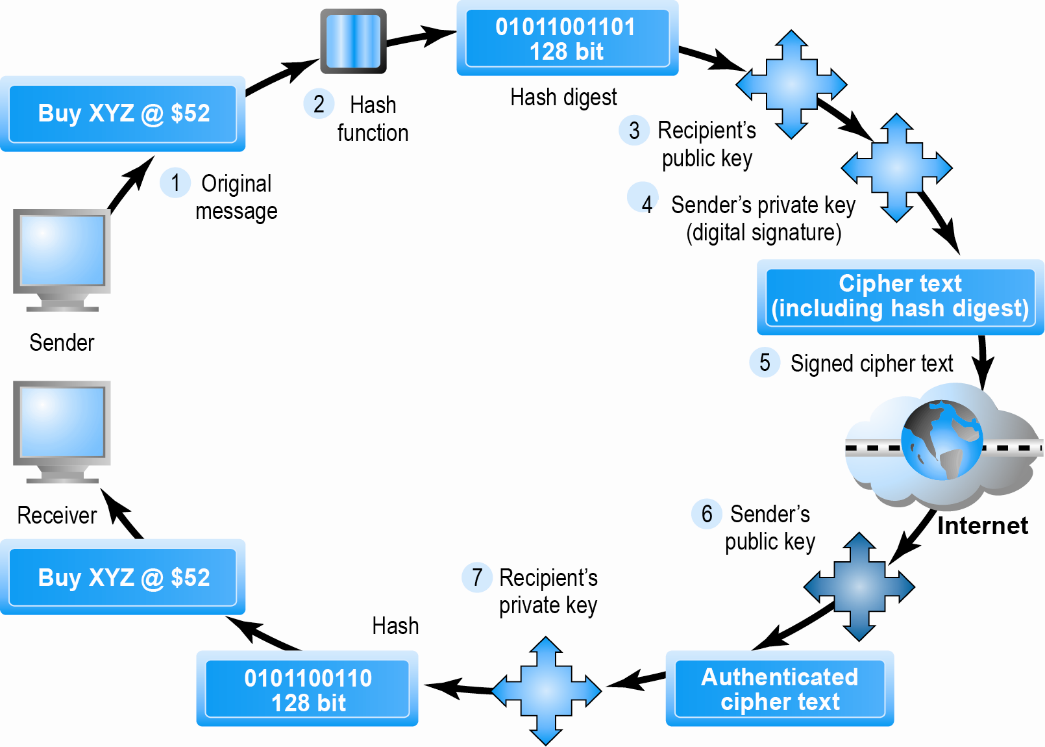 Buy XYZ @ $52
1 Original
message
Sender
2 Hash
function
01011001101
128 bit
Hash digest
3 Recipient's
public key
4 Sender's private key
(digital signature)
Cipher text
(including hash digest)
5 Signed cipher text
Internet
6 Sender's
public key
Authenticated
cipher text
7 Recipient's
private key
Hash
0101100110
128 bit
Buy XYZ @ $52
Receiver